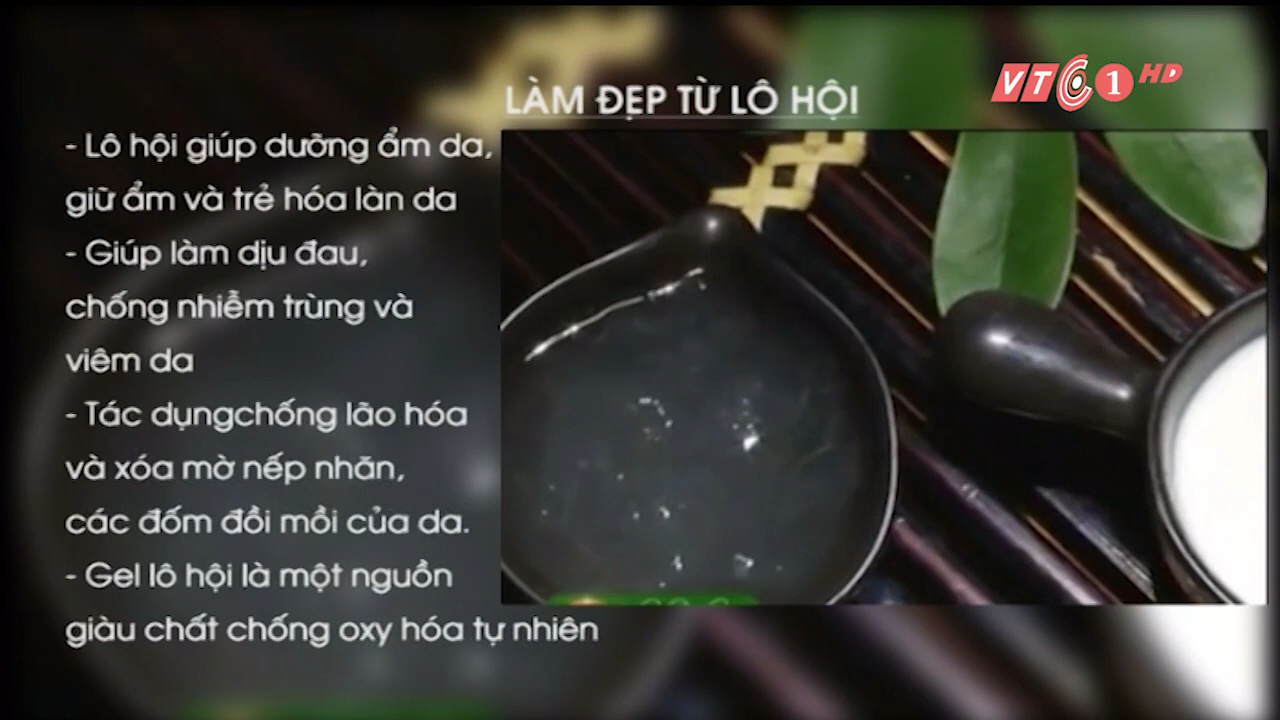 VTC1 HD
LÀM ĐẸP TỪ LÔ HỘI
- Lô hội giúp dưỡng ẩm da,
giữ ẩm và trẻ hóa làn da
- Giúp làm dịu đau,
chống nhiễm trùng và
viêm da
- Tác dụngchống lão hóa
và xóa mờ nếp nhăn,
các đốm đồi mồi của da.
- Gel lô hội là một nguồn
giàu chất chống oxy hóa tự nhiên